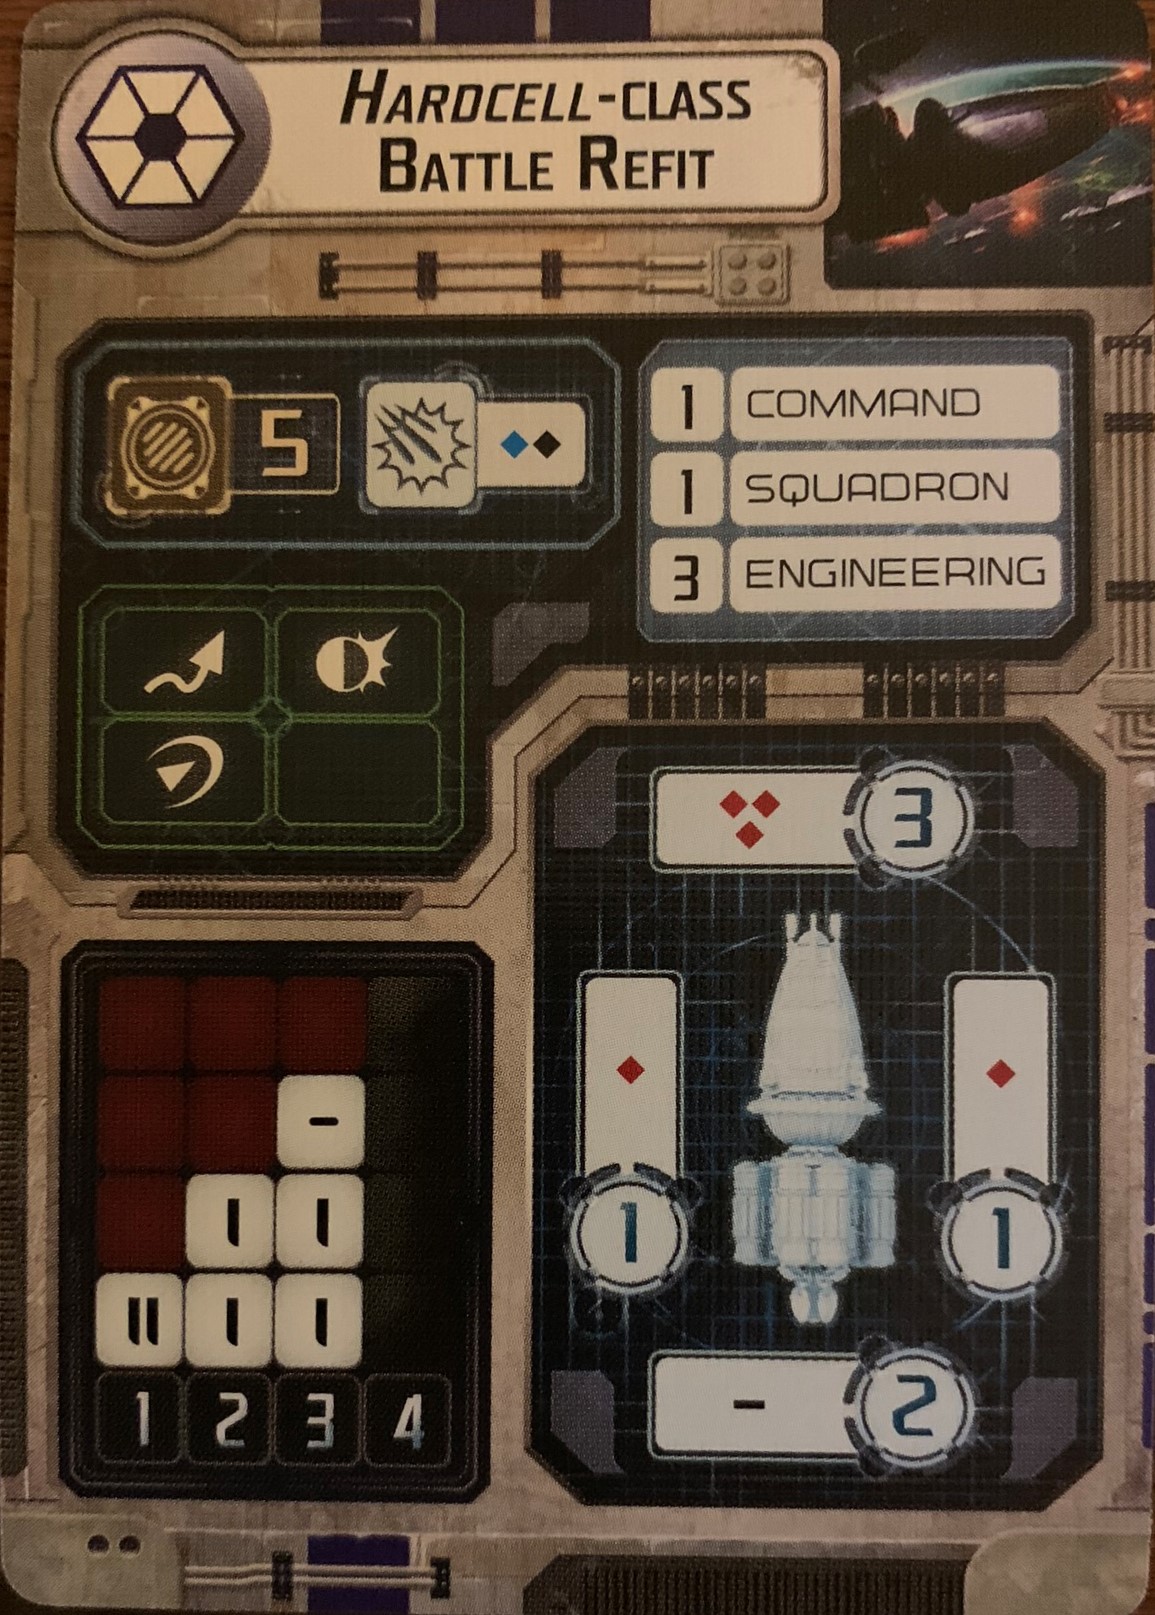 HARDCELL-CLASS
BATTLE REFIT
5
1 COMMAND
1 SQUADRON
3 ENGINEERING
3
-
I I
II I I
1 2 3 4
1
1
-
2